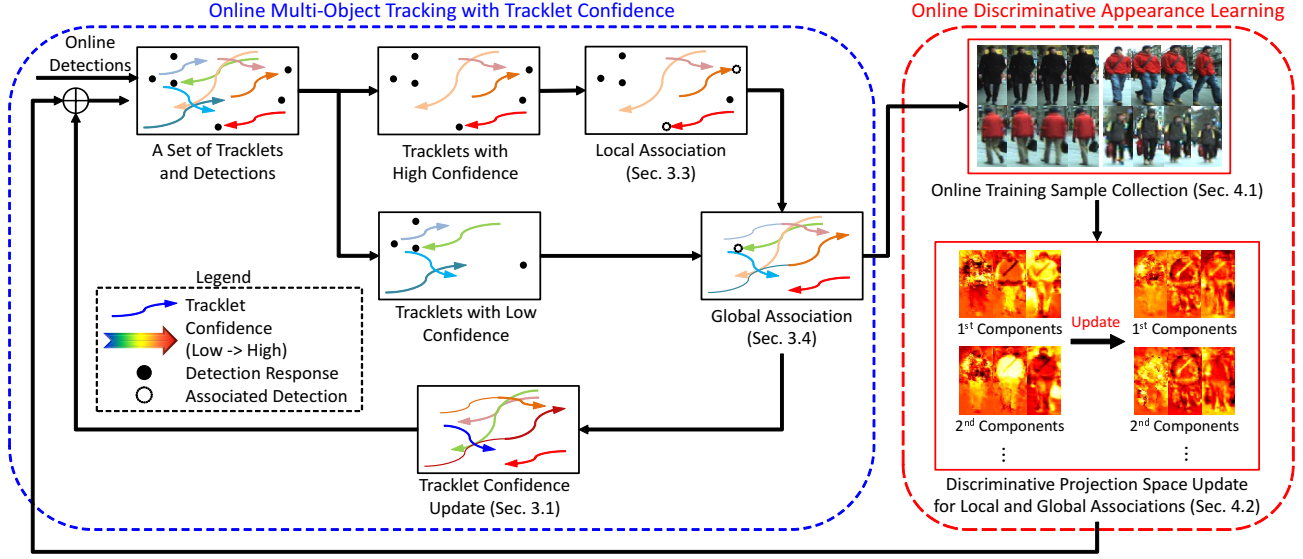 Online Multi-Object Tracking with Tracklet Confidence
Online
Detections
A Set of Tracklets
and Detections
Tracklets with
High Confidence
Local Association
(Sec. 3.3)
Tracklets with Low
Confidence
Global Association
(Sec. 3.4)
Legend
Tracklet
Confidence
(Low -> High)
Detection Response
Associated Detection
Tracklet Confidence
Update (Sec. 3.1)
Online Discriminative Appearance Learning
Online Training Sample Collection (Sec. 4.1)
1st Components
Update
1st Components
2nd Components
2nd Components
⋮
⋮
Discriminative Projection Space Update
for Local and Global Associations (Sec. 4.2)